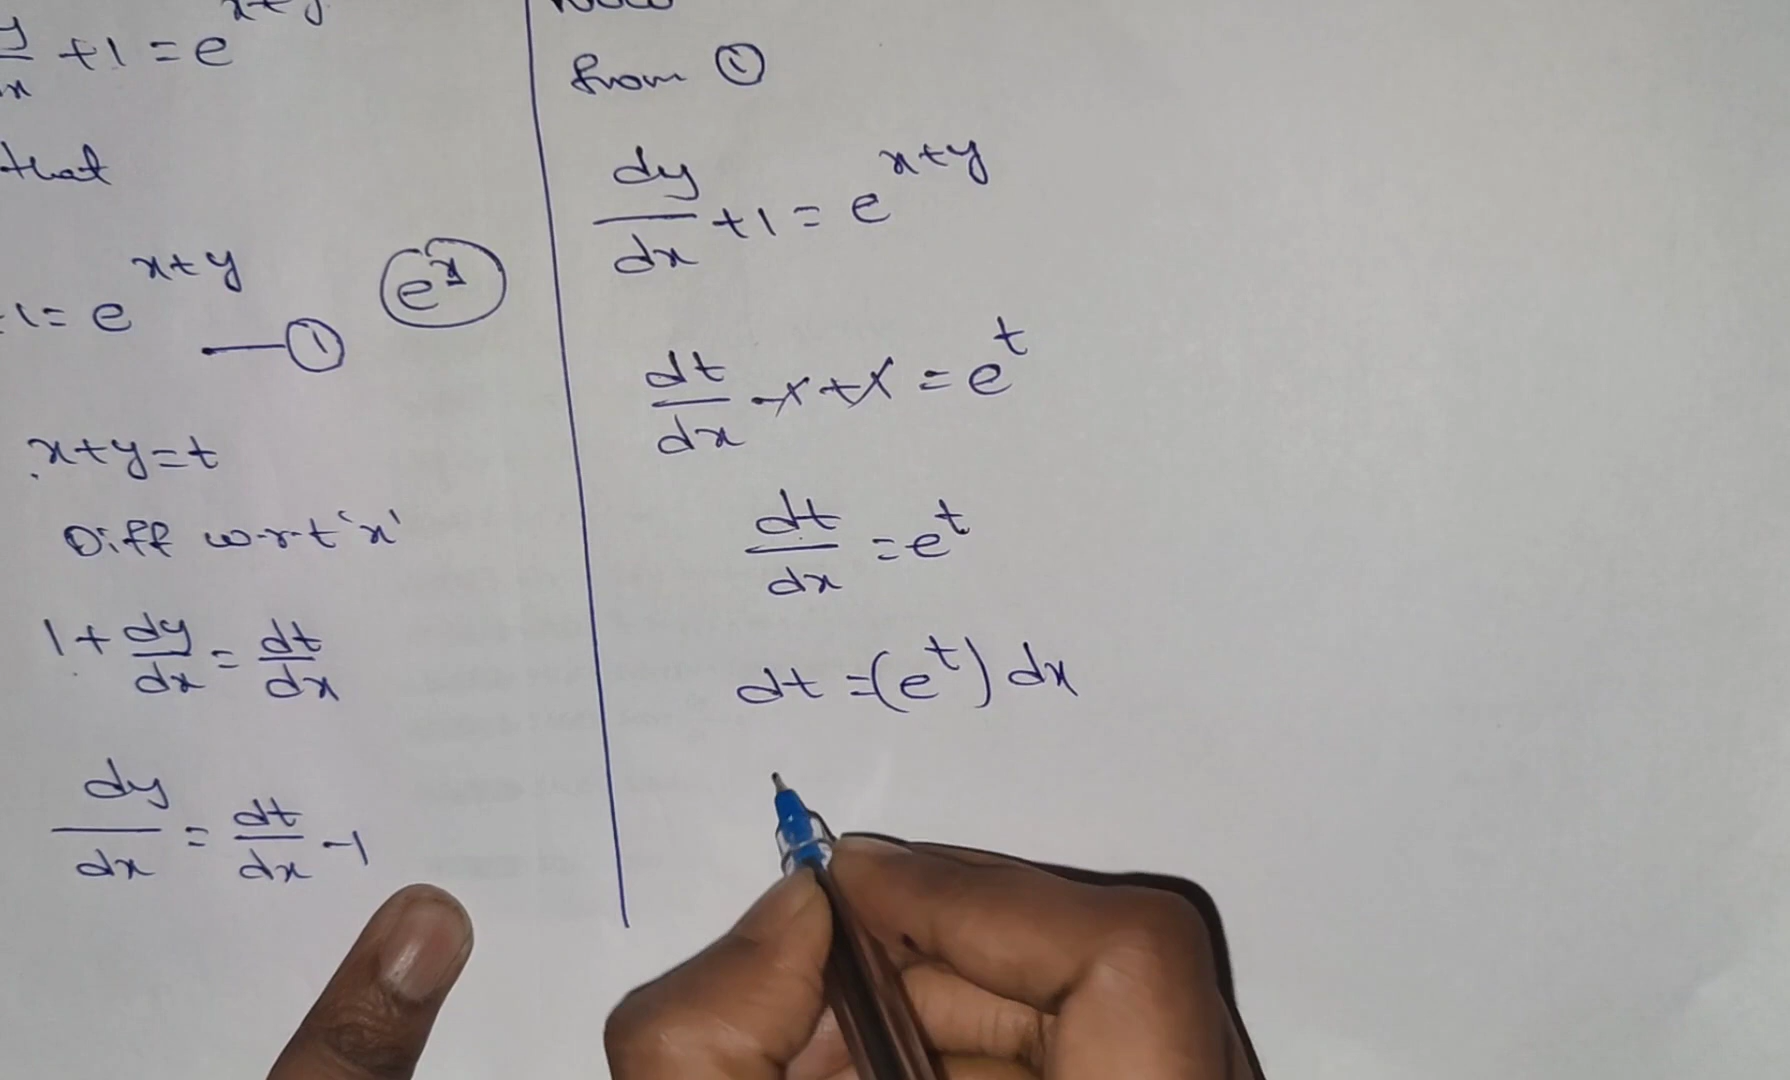 +1 = e^{x+y}
that
1 = e^{x+y} — ①
e^x
x+y=t
Diff w.r.t 'x'
1 + dy/dx = dt/dx
dy/dx = dt/dx - 1
from ①
dy/dx + 1 = e^{x+y}
dt/dx - 1 + 1 = e^t
dt/dx = e^t
dt = (e^t) dx